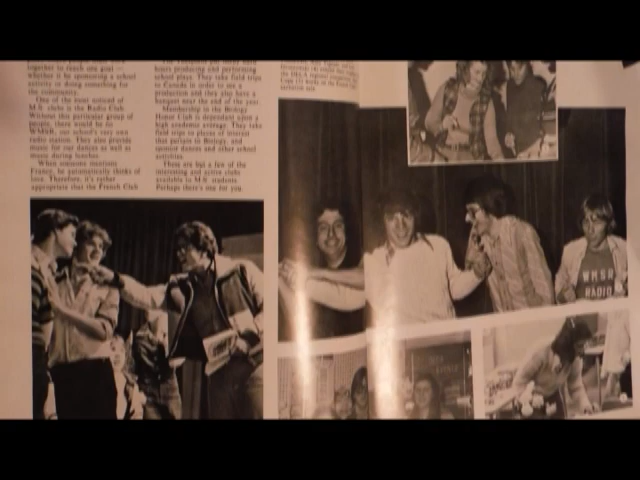 together to reach one goal —
whether it be sponsoring a school
activity or doing something for
the community.
One of the most noticed of
M.S. clubs is the Radio Club.
Without this particular group of
people, there would be no
WMSR, our school's very own
radio station. They also provide
music for our dances as well as
music during lunches.
When someone mentions
France, he automatically thinks of
love. Therefore, it's rather
appropriate that the French Club
hours producing and performing
school plays. They take field trips
to Canada in order to see a
production and they also have a
banquet near the end of the year.
Membership in the Biology
Honor Club is dependent upon a
high academic average. They take
field trips to places of interest
that pertain to Biology, and
sponsor dances and other school
activities.
These are but a few of the
interesting and active clubs
available to M.S. students.
Perhaps there's one for you.
WMSR
RADIO